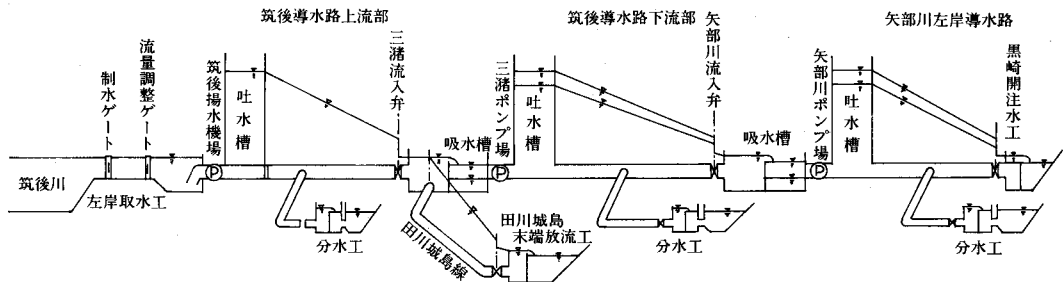 筑後導水路上流部
筑後導水路下流部
矢部川左岸導水路
筑後川
制水ゲート
流量調整ゲート
左岸取水工
筑後揚水機場
P
吐水槽
分水工
三潴流入弁
吸水槽
田川城島線
田川城島
末端放流工
三潴ポンプ場
P
吐水槽
分水工
矢部川流入弁
吸水槽
矢部川ポンプ場
P
吐水槽
分水工
黒崎開注水工